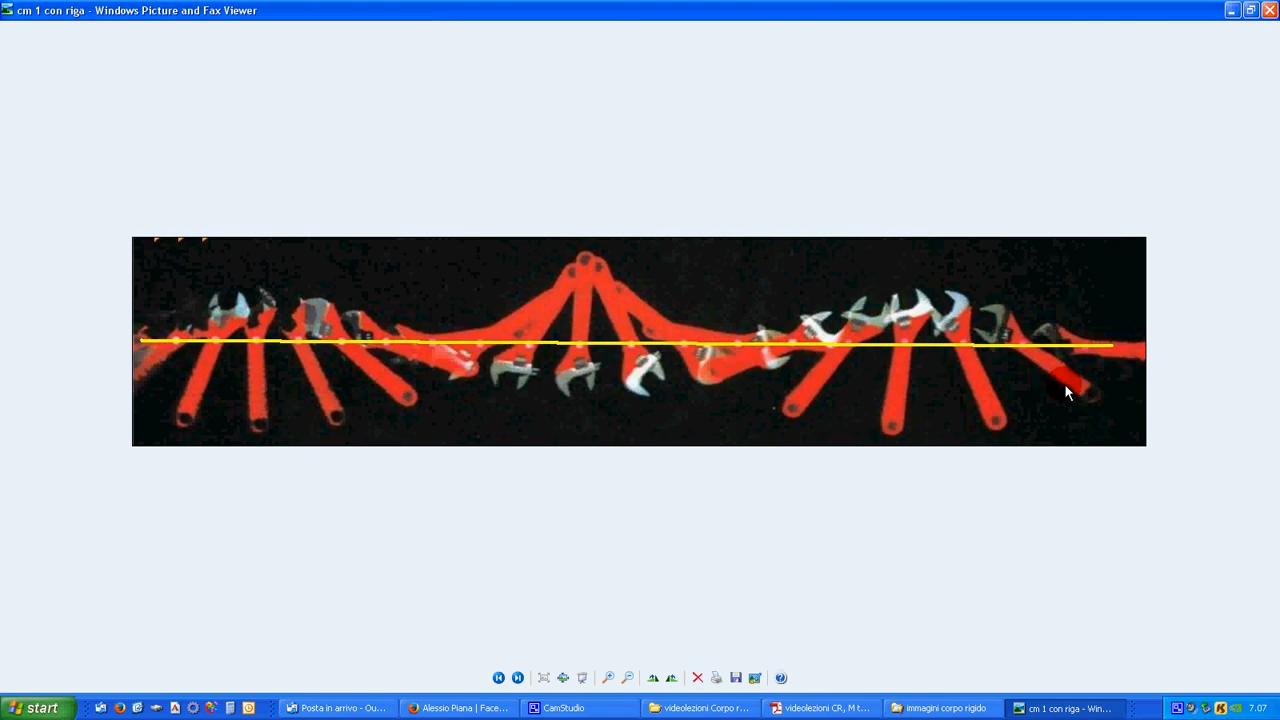 cm 1 con riga - Windows Picture and Fax Viewer
start
Posta in arrivo - Ou...
Alessio Piana | Face...
CamStudio
videolezioni Corpo r...
videolezioni CR, M t...
immagini corpo rigido
cm 1 con riga - Win...
7.07